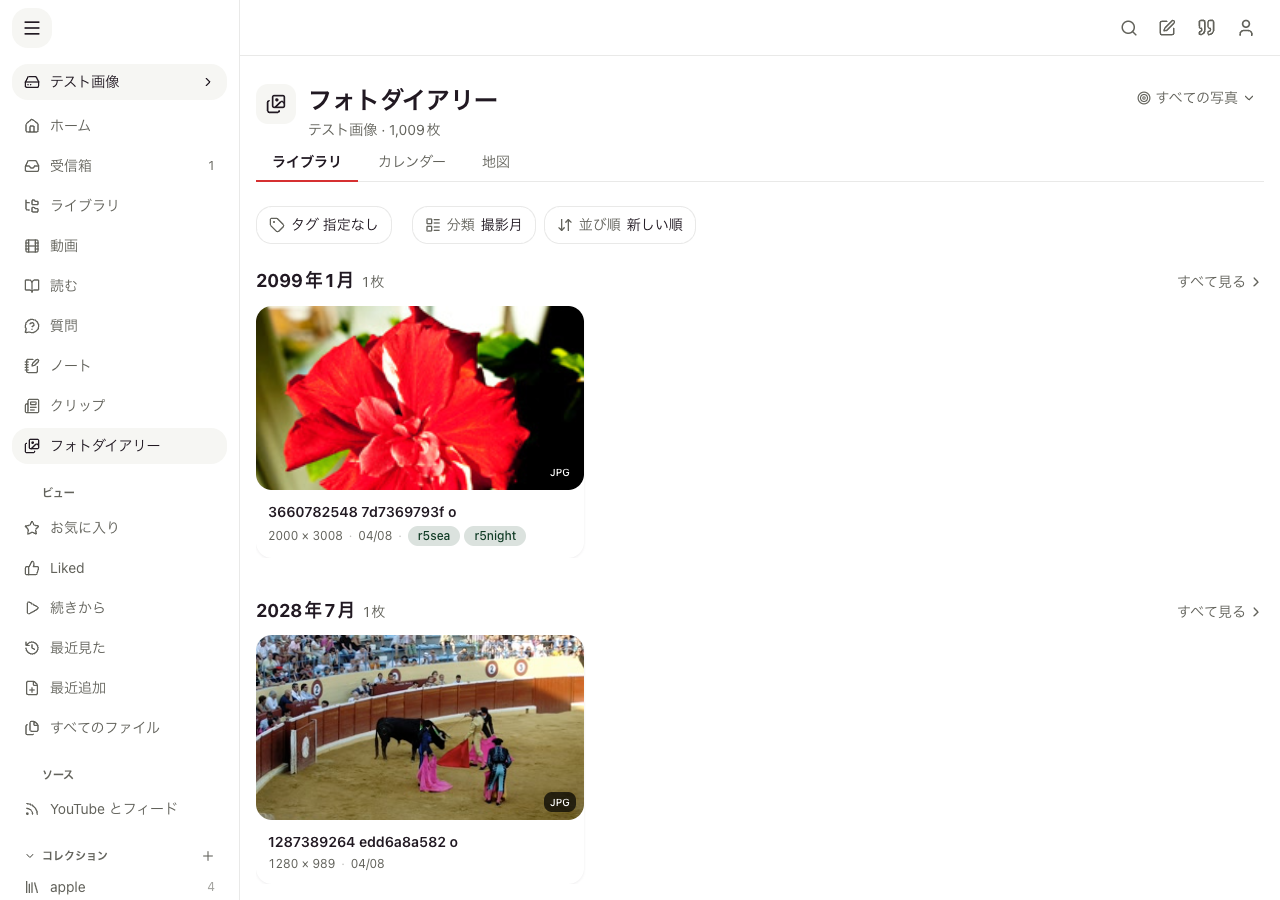 テスト画像
ホーム
受信箱 1
ライブラリ
動画
読む
質問
ノート
クリップ
フォトダイアリー
ビュー
お気に入り
Liked
続きから
最近見た
最近追加
すべてのファイル
ソース
YouTube とフィード
コレクション
apple 4
フォトダイアリー
テスト画像 · 1,009枚
すべての写真
ライブラリ カレンダー 地図
タグ 指定なし 分類 撮影月 並び順 新しい順
2099年1月 1枚 すべて見る
JPG
3660782548 7d7369793f o
2000 × 3008 · 04/08 · r5sea r5night
2028年7月 1枚 すべて見る
JPG
1287389264 edd6a8a582 o
1280 × 989 · 04/08